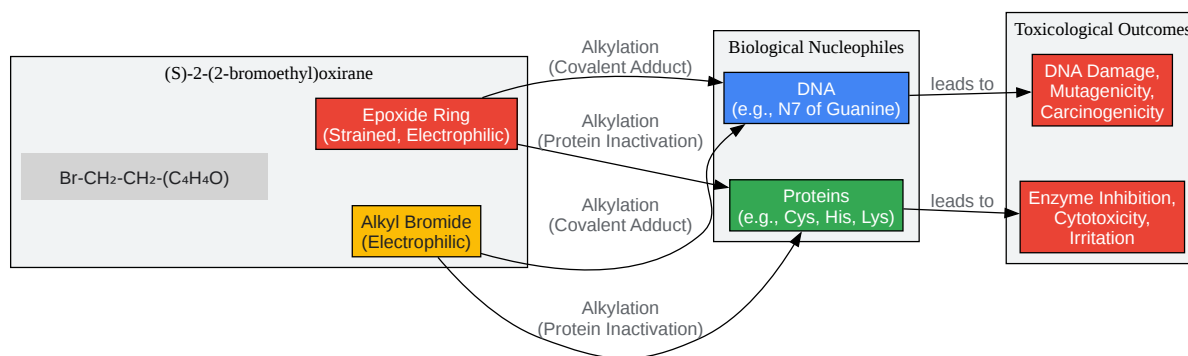 (S)-2-(2-bromoethyl)oxirane
Epoxide Ring
(Strained, Electrophilic)
Br-CH₂-CH₂-(C₄H₄O)
Alkyl Bromide
(Electrophilic)
Alkylation
(Covalent Adduct)
Alkylation
(Protein Inactivation)
Alkylation
(Covalent Adduct)
Alkylation
(Protein Inactivation)
Biological Nucleophiles
DNA
(e.g., N7 of Guanine)
Proteins
(e.g., Cys, His, Lys)
leads to
leads to
Toxicological Outcomes
DNA Damage,
Mutagenicity,
Carcinogenicity
Enzyme Inhibition,
Cytotoxicity,
Irritation